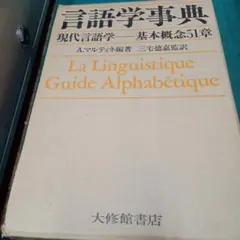 言語学事典
現代言語学——基本概念51章
A.マルティネ編著 三宅徳嘉監訳
La Linguistique
Guide Alphabétique
大修館書店